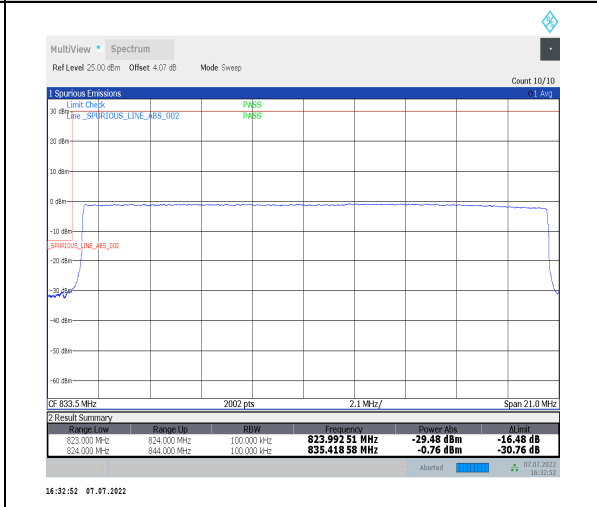 MultiView Spectrum
Ref Level 25.00 dBm Offset 4.07 dB Mode Sweep
Count 10/10
1 Spurious Emissions 1 Avg
Limit Check PASS
30 dBm
Line _SPURIOUS_LINE_ABS_002 PASS
20 dBm
10 dBm
0 dBm
-10 dBm
_SPURIOUS_LINE_ABS_002
-20 dBm
-30 dBm
-40 dBm
-50 dBm
-60 dBm
CF 833.5 MHz 2002 pts 2.1 MHz/ Span 21.0 MHz
2 Result Summary
Range Low Range Up RBW Frequency Power Abs ΔLimit
823.000 MHz 824.000 MHz 100.000 kHz 823.992 51 MHz -29.48 dBm -16.48 dB
824.000 MHz 844.000 MHz 100.000 kHz 835.418 58 MHz -0.76 dBm -30.76 dB
Aborted 07.07.2022
16:32:52
16:32:52 07.07.2022